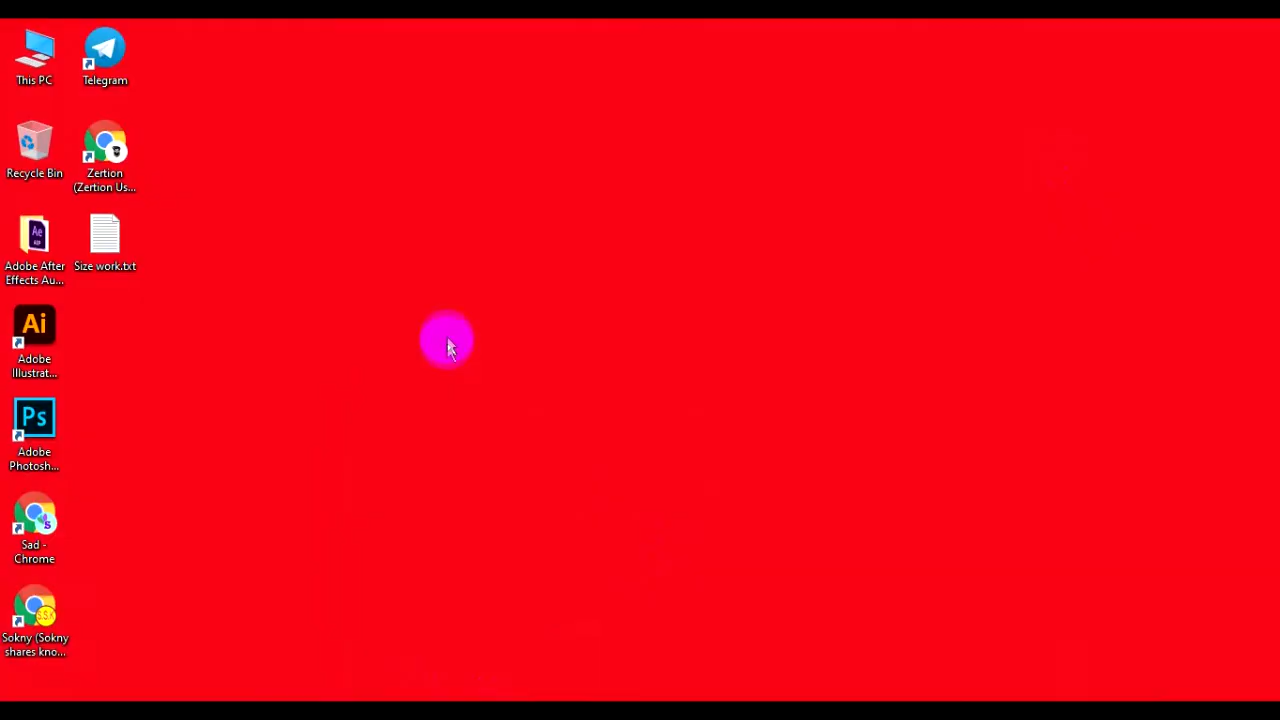 This PC
Telegram
Recycle Bin
Zertion
(Zertion Us...
Ae
Adobe After
Effects Au...
Size work.txt
Ai
Adobe
Illustrat...
Ps
Adobe
Photosh...
S
Sad -
Chrome
S.S.K
Sokny (Sokny
shares kno...